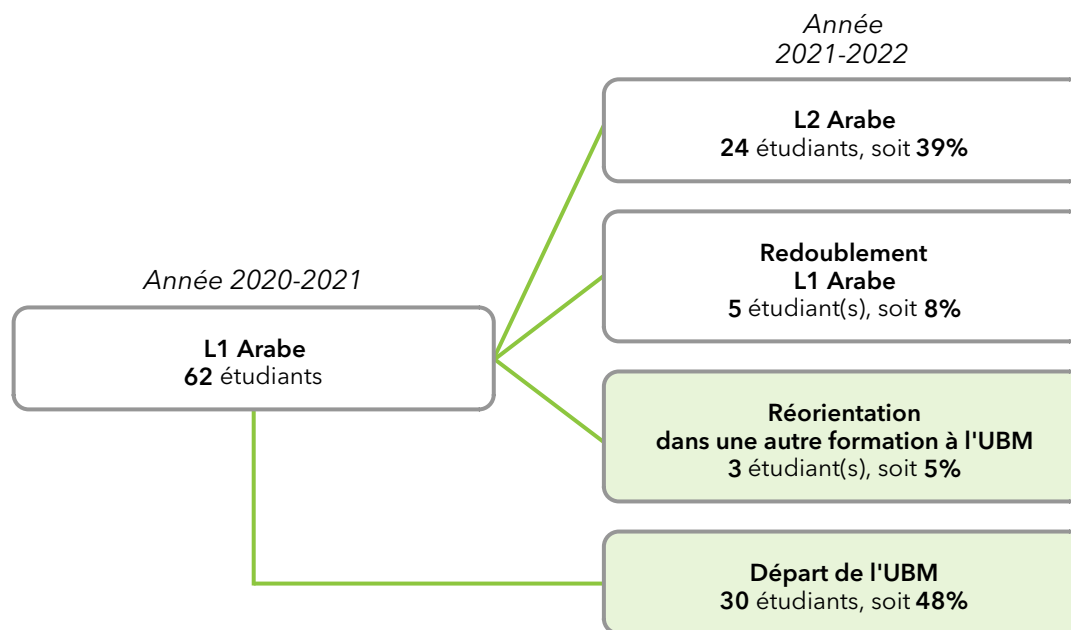 Année
2021-2022
L2 Arabe
24 étudiants, soit 39%
Redoublement
L1 Arabe
5 étudiant(s), soit 8%
Année 2020-2021
L1 Arabe
62 étudiants
Réorientation
dans une autre formation à l'UBM
3 étudiant(s), soit 5%
Départ de l'UBM
30 étudiants, soit 48%